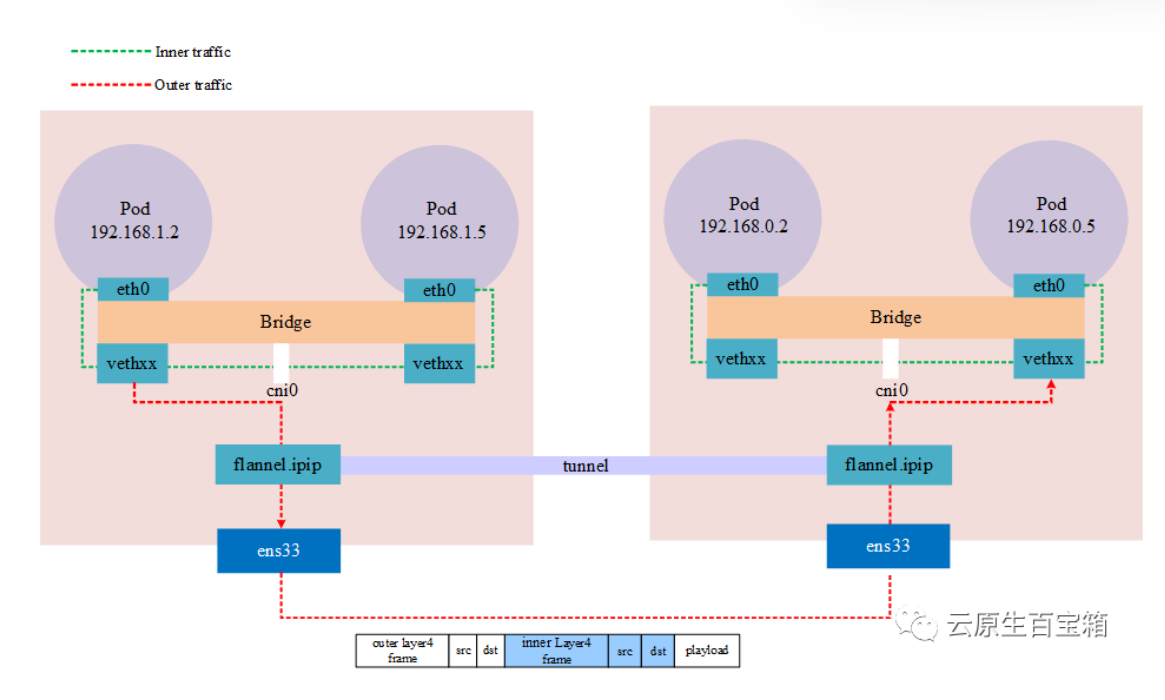 Inner traffic
Outer traffic
Pod
192.168.1.2
Pod
192.168.1.5
Pod
192.168.0.2
Pod
192.168.0.5
eth0
eth0
eth0
eth0
Bridge
Bridge
vethxx
vethxx
vethxx
vethxx
cni0
cni0
flannel.ipip
tunnel
flannel.ipip
ens33
ens33
云原生百宝箱
outer layer4
frame
src
dst
inner Layer4
frame
src
dst
playload